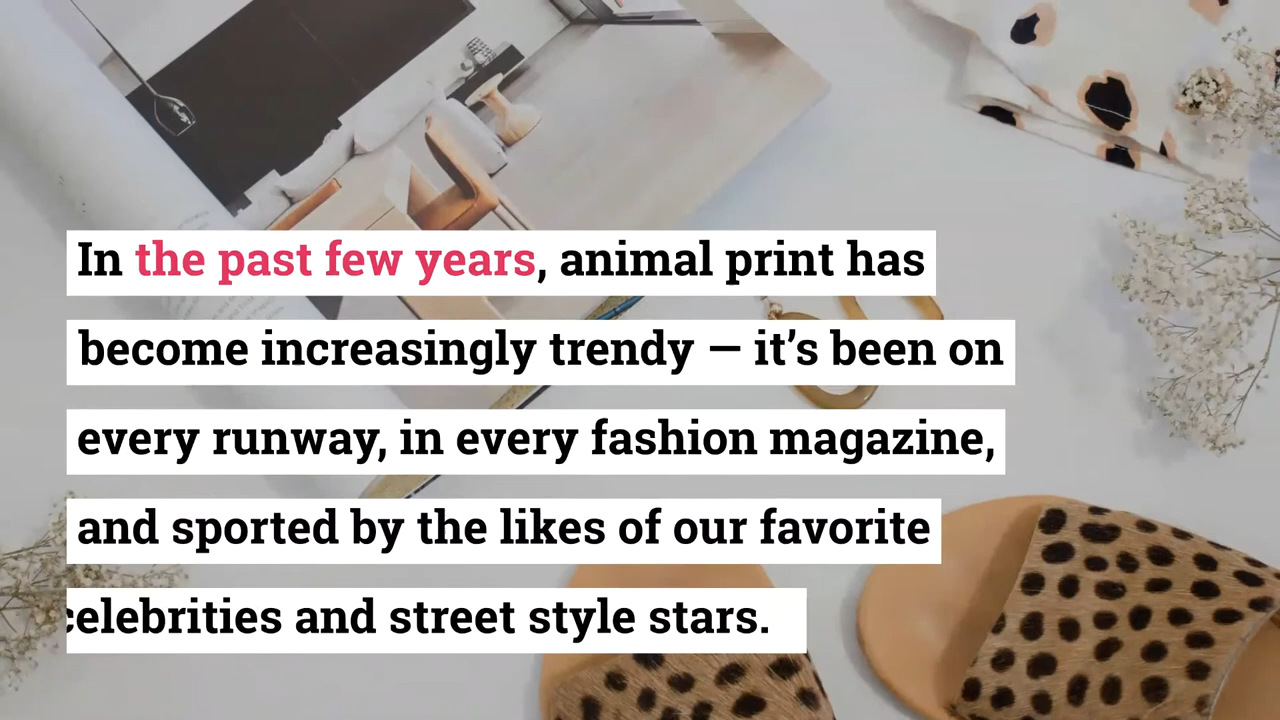 In the past few years, animal print has
become increasingly trendy — it’s been on
every runway, in every fashion magazine,
and sported by the likes of our favorite
celebrities and street style stars.